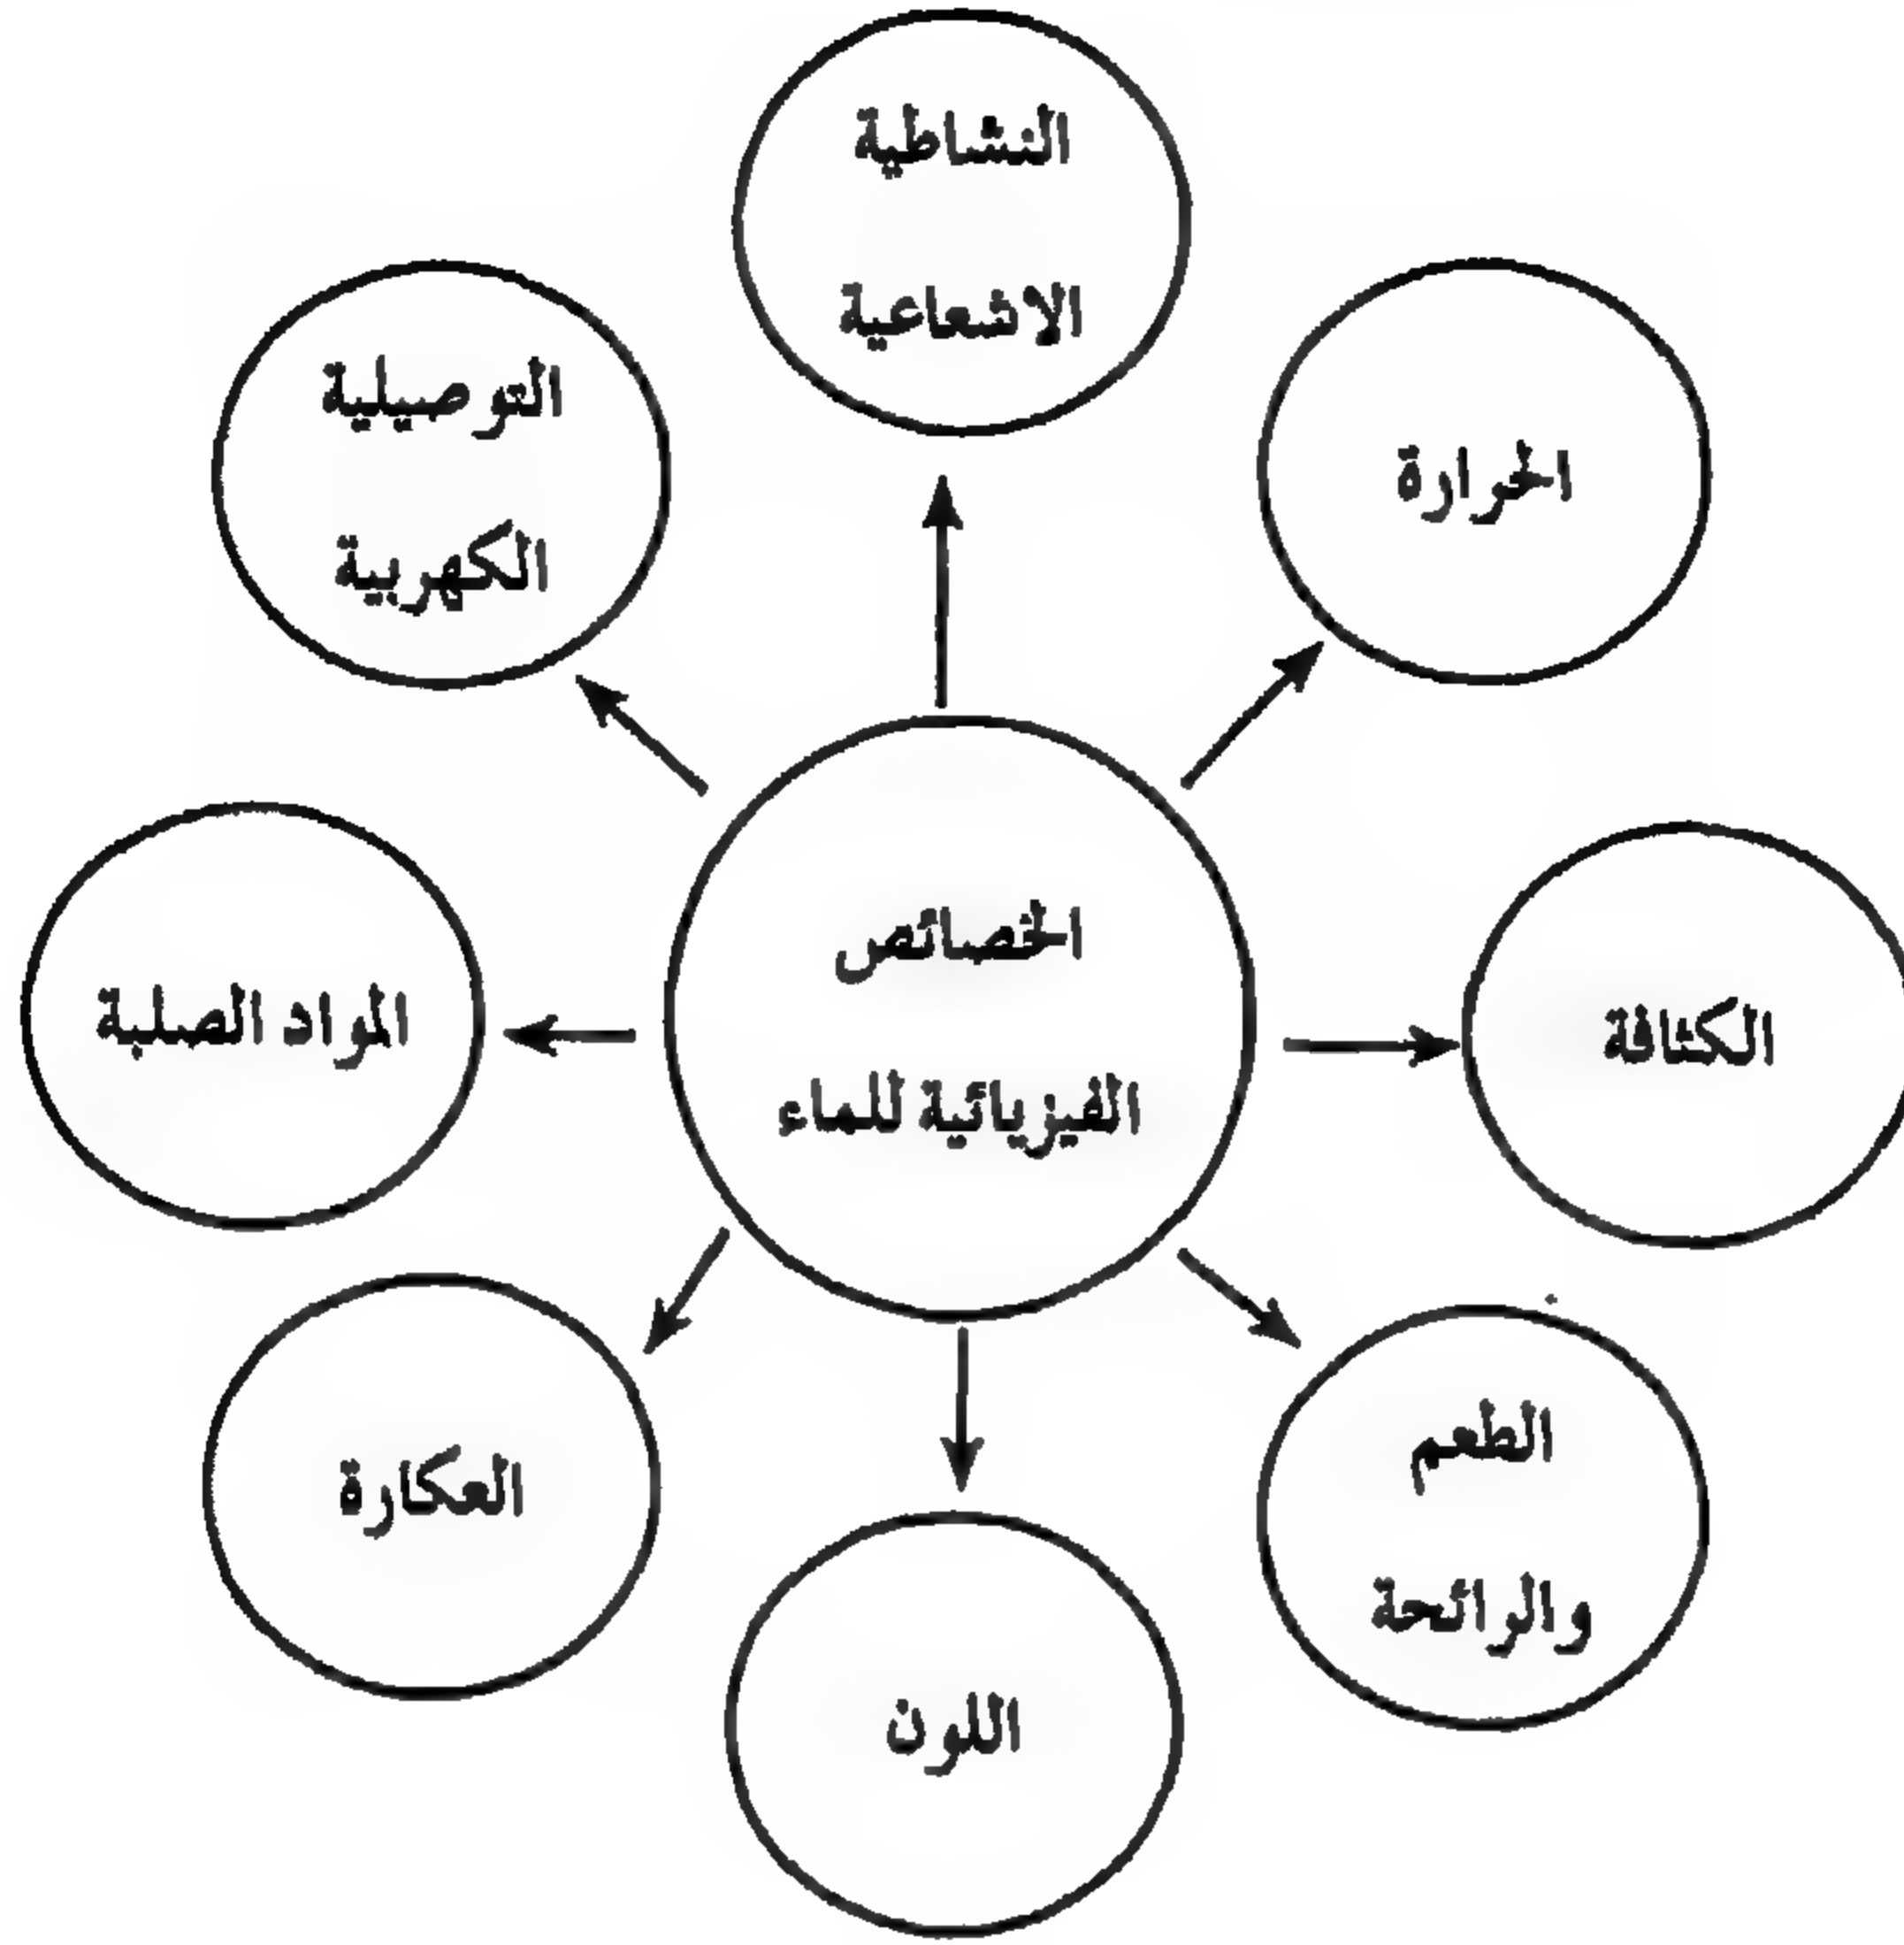 النشاطية
الاشعاعية
الحرارة
التوصيلية
الكهربية
الخصائص
الفيزيائية للماء
الكثافة
المواد الصلبة
الطعم
والرائحة
العكارة
اللون